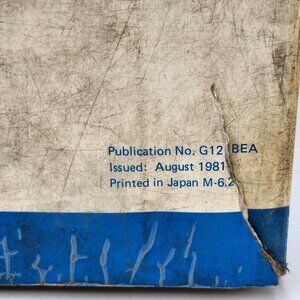 Publication No. G12 BEA
Issued: August 1981
Printed in Japan M-6.2